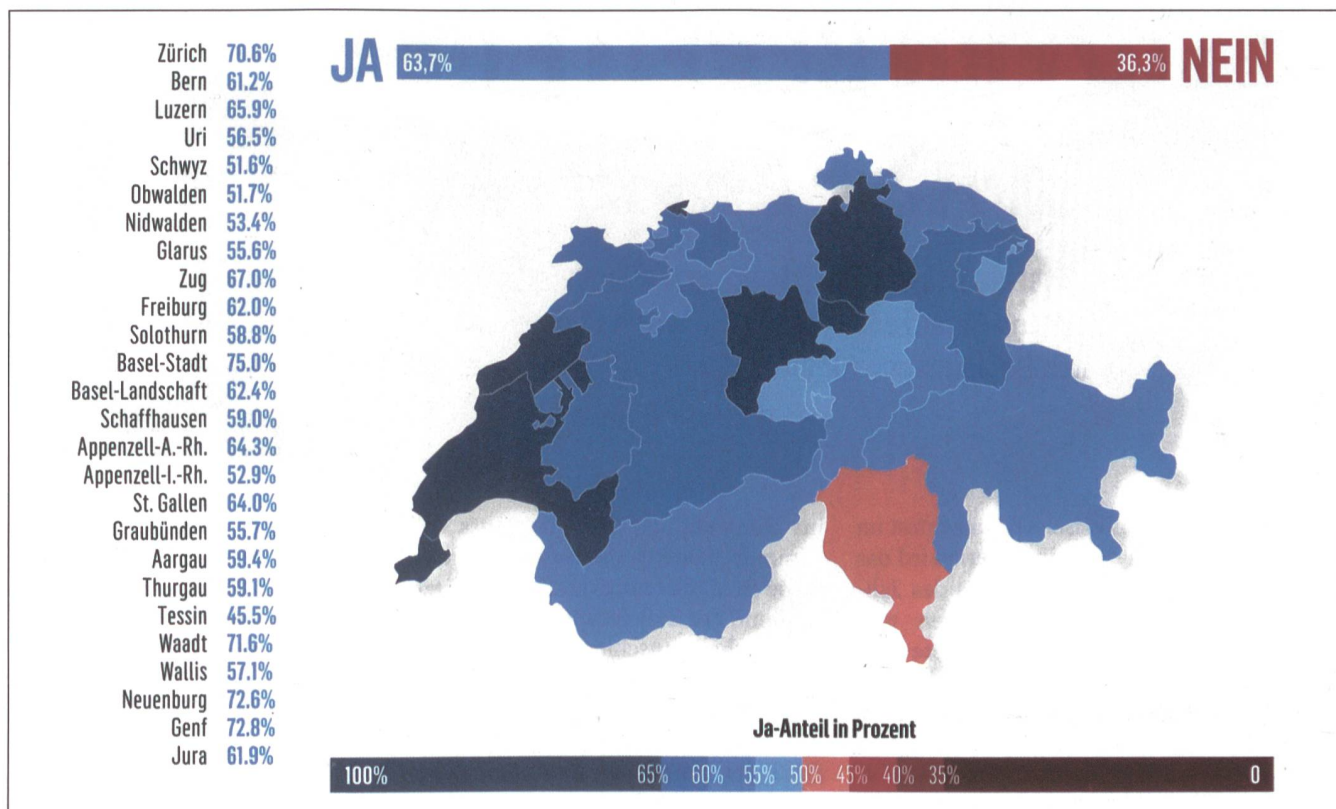 Zürich 70.6%
Bern 61.2%
Luzern 65.9%
Uri 56.5%
Schwyz 51.6%
Obwalden 51.7%
Nidwalden 53.4%
Glarus 55.6%
Zug 67.0%
Freiburg 62.0%
Solothurn 58.8%
Basel-Stadt 75.0%
Basel-Landschaft 62.4%
Schaffhausen 59.0%
Appenzell-A.-Rh. 64.3%
Appenzell-I.-Rh. 52.9%
St. Gallen 64.0%
Graubünden 55.7%
Aargau 59.4%
Thurgau 59.1%
Tessin 45.5%
Waadt 71.6%
Wallis 57.1%
Neuenburg 72.6%
Genf 72.8%
Jura 61.9%
JA 63,7% 36,3% NEIN
Ja-Anteil in Prozent
100% 65% 60% 55% 50% 45% 40% 35% 0